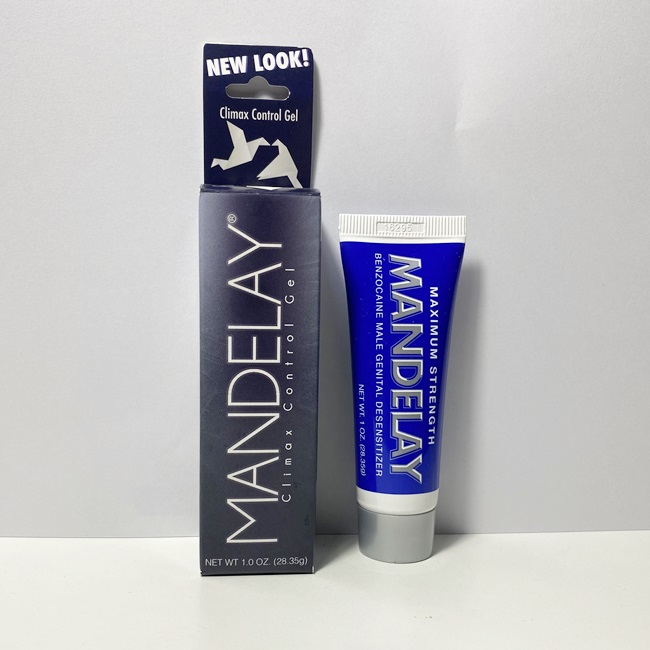 NEW LOOK!
Climax Control Gel
MANDELAY®
Climax Control Gel
NET WT 1.0 OZ. (28.35g)
16295
MAXIMUM STRENGTH
MANDELAY
BENZOCAINE MALE GENITAL DESENSITIZER
NET WT. 1 OZ. (28.35g)